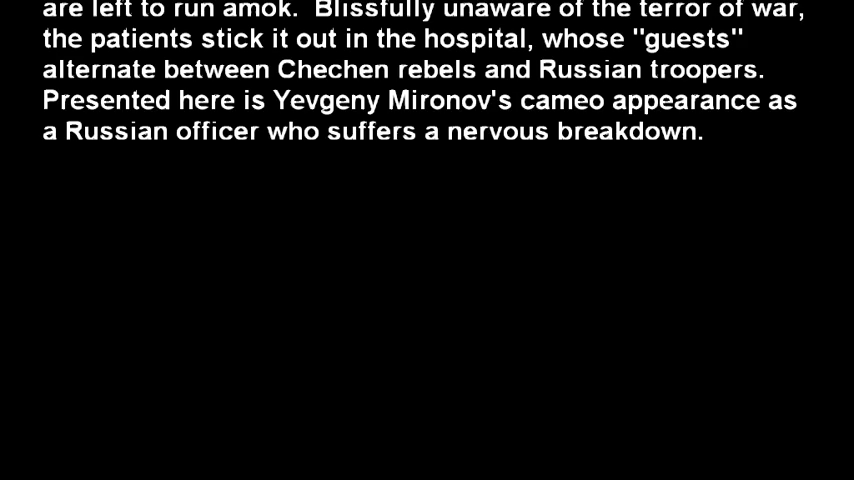 are left to run amok.  Blissfully unaware of the terror of war,
the patients stick it out in the hospital, whose "guests"
alternate between Chechen rebels and Russian troopers.
Presented here is Yevgeny Mironov's cameo appearance as
a Russian officer who suffers a nervous breakdown.